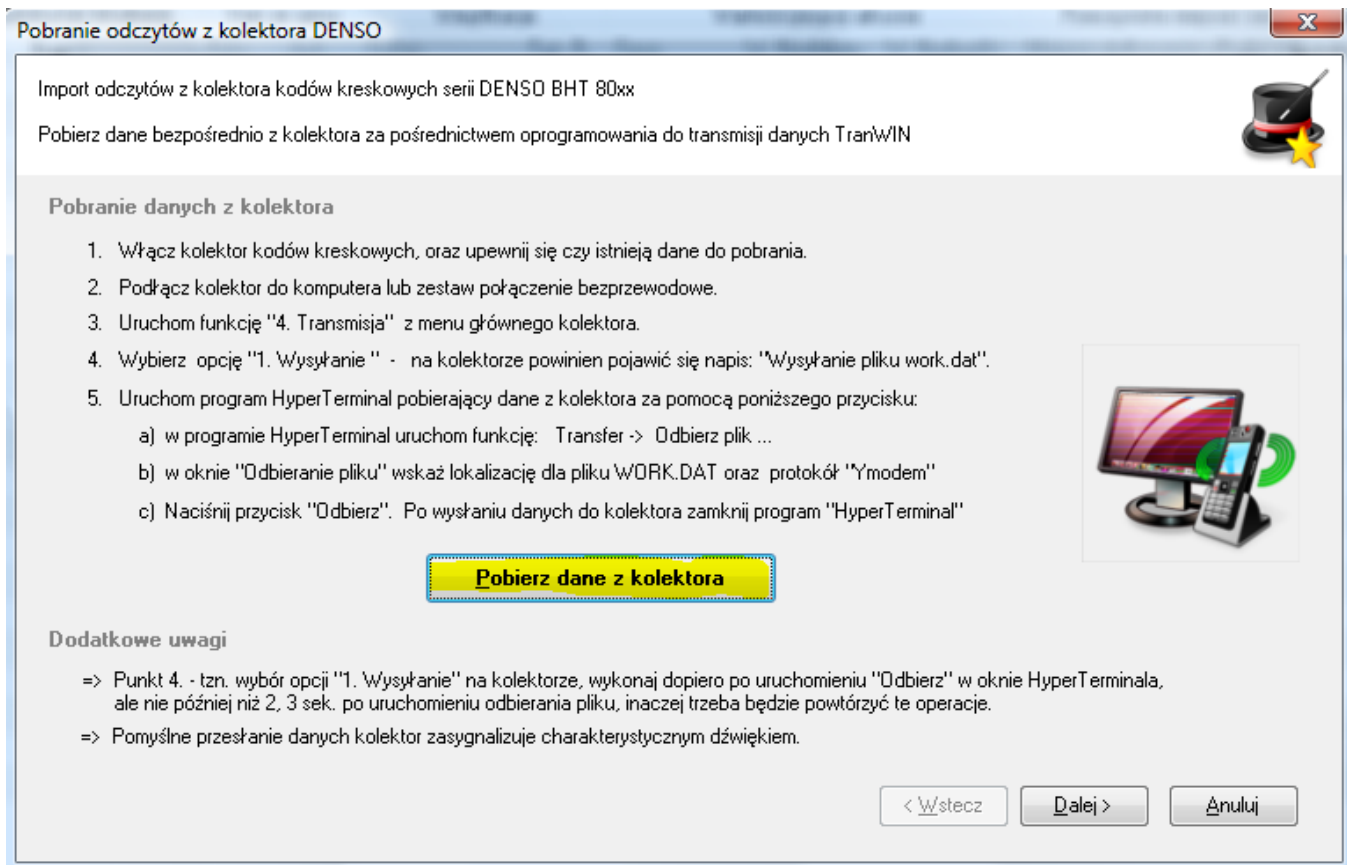 Pobranie odczytów z kolektora DENSO
Import odczytów z kolektora kodów kreskowych serii DENSO BHT 80xx
Pobierz dane bezpośrednio z kolektora za pośrednictwem oprogramowania do transmisji danych TranWIN
Pobranie danych z kolektora
1. Włącz kolektor kodów kreskowych, oraz upewnij się czy istnieją dane do pobrania.
2. Podłącz kolektor do komputera lub zestaw połączenie bezprzewodowe.
3. Uruchom funkcję "4. Transmisja" z menu głównego kolektora.
4. Wybierz opcję "1. Wysyłanie " - na kolektorze powinien pojawić się napis: "Wysyłanie pliku work.dat".
5. Uruchom program HyperTerminal pobierający dane z kolektora za pomocą poniższego przycisku:
a) w programie HyperTerminal uruchom funkcję: Transfer -> Odbierz plik ...
b) w oknie "Odbieranie pliku" wskaż lokalizację dla pliku WORK.DAT oraz protokół "Ymodem"
c) Naciśnij przycisk "Odbierz". Po wysłaniu danych do kolektora zamknij program "HyperTerminal"
Pobierz dane z kolektora
Dodatkowe uwagi
=> Punkt 4. - tzn. wybór opcji "1. Wysyłanie" na kolektorze, wykonaj dopiero po uruchomieniu "Odbierz" w oknie HyperTerminala,
ale nie później niż 2, 3 sek. po uruchomieniu odbierania pliku, inaczej trzeba będzie powtórzyć te operacje.
=> Pomyślne przesłanie danych kolektor zasygnalizuje charakterystycznym dźwiękiem.
< Wstecz Dalej > Anuluj